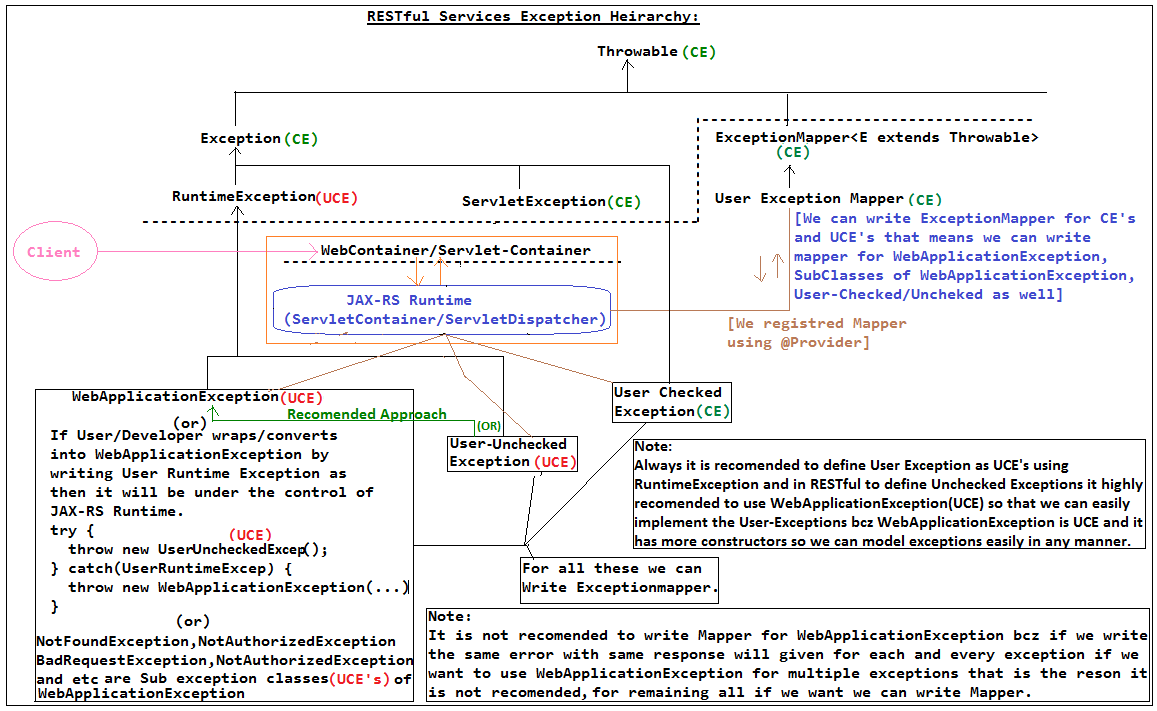 RESTful Services Exception Heirarchy:
Throwable (CE)
Exception (CE)
ExceptionMapper<E extends Throwable>
(CE)
RuntimeException(UCE)
ServletException(CE)
User Exception Mapper (CE)
[We can write ExceptionMapper for CE's
and UCE's that means we can write
mapper for WebApplicationException,
SubClasses of WebApplicationException,
User-Checked/Uncheked as well]
Client
WebContainer/Servlet-Container
JAX-RS Runtime
(ServletContainer/ServletDispatcher)
[We registred Mapper
using @Provider]
WebApplicationException(UCE)
Recomended Approach
(or)
If User/Developer wraps/converts
into WebApplicationException by
writing User Runtime Exception as
then it will be under the control of
JAX-RS Runtime.
try {
(UCE)
throw new UserUncheckedExcep();
} catch(UserRuntimeExcep) {
throw new WebApplicationException(...)
}
(or)
NotFoundException,NotAuthorizedException
BadRequestException,NotAuthorizedException
and etc are Sub exception classes(UCE's) of
WebApplicationException
(OR)
User-Unchecked
Exception (UCE)
User Checked
Exception(CE)
Note:
Always it is recomended to define User Exception as UCE's using
RuntimeException and in RESTful to define Unchecked Exceptions it highly
recomended to use WebApplicationException(UCE) so that we can easily
implement the User-Exceptions bcz WebApplicationException is UCE and it
has more constructors so we can model exceptions easily in any manner.
For all these we can
Write Exceptionmapper.
Note:
It is not recomended to write Mapper for WebApplicationException bcz if we write
the same error with same response will given for each and every exception if we
want to use WebApplicationException for multiple exceptions that is the reson it
is not recomended, for remaining all if we want we can write Mapper.